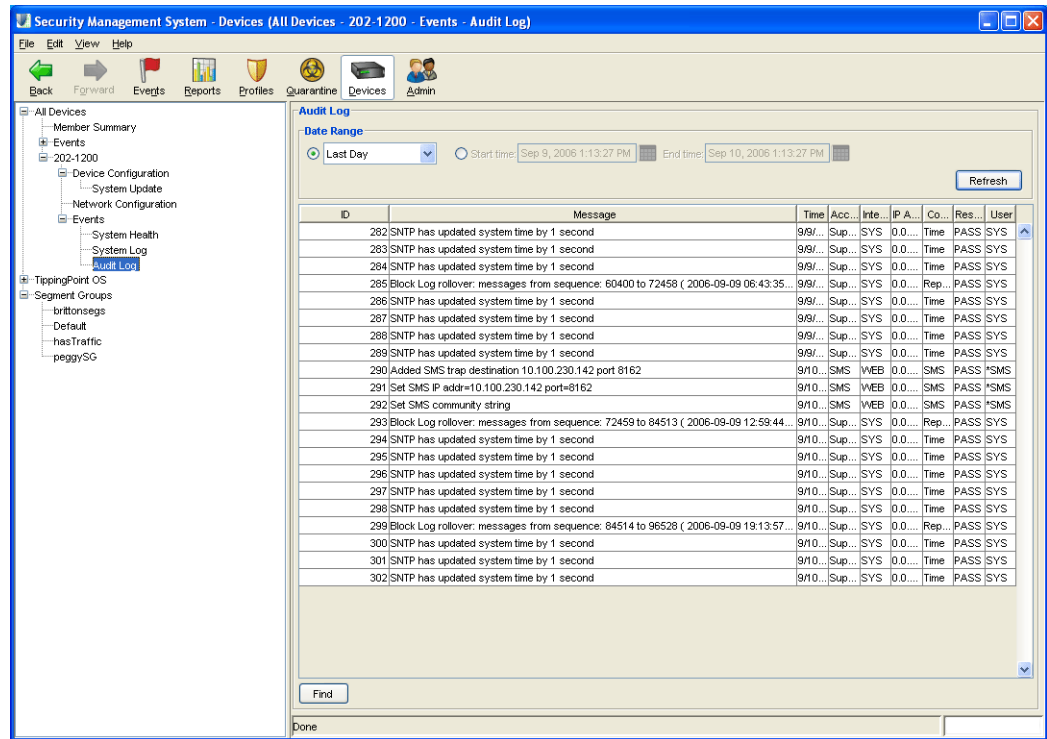 Security Management System - Devices (All Devices - 202-1200 - Events - Audit Log)
File Edit View Help
Back Forward Events Reports Profiles Quarantine Devices Admin
All Devices
Member Summary
Events
202-1200
Device Configuration
System Update
Network Configuration
Events
System Health
System Log
Audit Log
TippingPoint OS
Segment Groups
brittonsegs
Default
hasTraffic
peggySG
Audit Log
Date Range
Last Day Start time: Sep 9, 2006 1:13:27 PM End time: Sep 10, 2006 1:13:27 PM
Refresh
ID Message Time Acc... Inte... IP A... Co... Res... User
282 SNTP has updated system time by 1 second 9/9/... Sup... SYS 0.0.... Time PASS SYS
283 SNTP has updated system time by 1 second 9/9/... Sup... SYS 0.0.... Time PASS SYS
284 SNTP has updated system time by 1 second 9/9/... Sup... SYS 0.0.... Time PASS SYS
285 Block Log rollover: messages from sequence: 60400 to 72458 ( 2006-09-09 06:43:35... 9/9/... Sup... SYS 0.0.... Rep... PASS SYS
286 SNTP has updated system time by 1 second 9/9/... Sup... SYS 0.0.... Time PASS SYS
287 SNTP has updated system time by 1 second 9/9/... Sup... SYS 0.0.... Time PASS SYS
288 SNTP has updated system time by 1 second 9/9/... Sup... SYS 0.0.... Time PASS SYS
289 SNTP has updated system time by 1 second 9/9/... Sup... SYS 0.0.... Time PASS SYS
290 Added SMS trap destination 10.100.230.142 port 8162 9/10... SMS WEB 0.0.... SMS PASS *SMS
291 Set SMS IP addr=10.100.230.142 port=8162 9/10... SMS WEB 0.0.... SMS PASS *SMS
292 Set SMS community string 9/10... SMS WEB 0.0.... SMS PASS *SMS
293 Block Log rollover: messages from sequence: 72459 to 84513 ( 2006-09-09 12:59:44... 9/10... Sup... SYS 0.0.... Rep... PASS SYS
294 SNTP has updated system time by 1 second 9/10... Sup... SYS 0.0.... Time PASS SYS
295 SNTP has updated system time by 1 second 9/10... Sup... SYS 0.0.... Time PASS SYS
296 SNTP has updated system time by 1 second 9/10... Sup... SYS 0.0.... Time PASS SYS
297 SNTP has updated system time by 1 second 9/10... Sup... SYS 0.0.... Time PASS SYS
298 SNTP has updated system time by 1 second 9/10... Sup... SYS 0.0.... Time PASS SYS
299 Block Log rollover: messages from sequence: 84514 to 96528 ( 2006-09-09 19:13:57... 9/10... Sup... SYS 0.0.... Rep... PASS SYS
300 SNTP has updated system time by 1 second 9/10... Sup... SYS 0.0.... Time PASS SYS
301 SNTP has updated system time by 1 second 9/10... Sup... SYS 0.0.... Time PASS SYS
302 SNTP has updated system time by 1 second 9/10... Sup... SYS 0.0.... Time PASS SYS
Find
Done